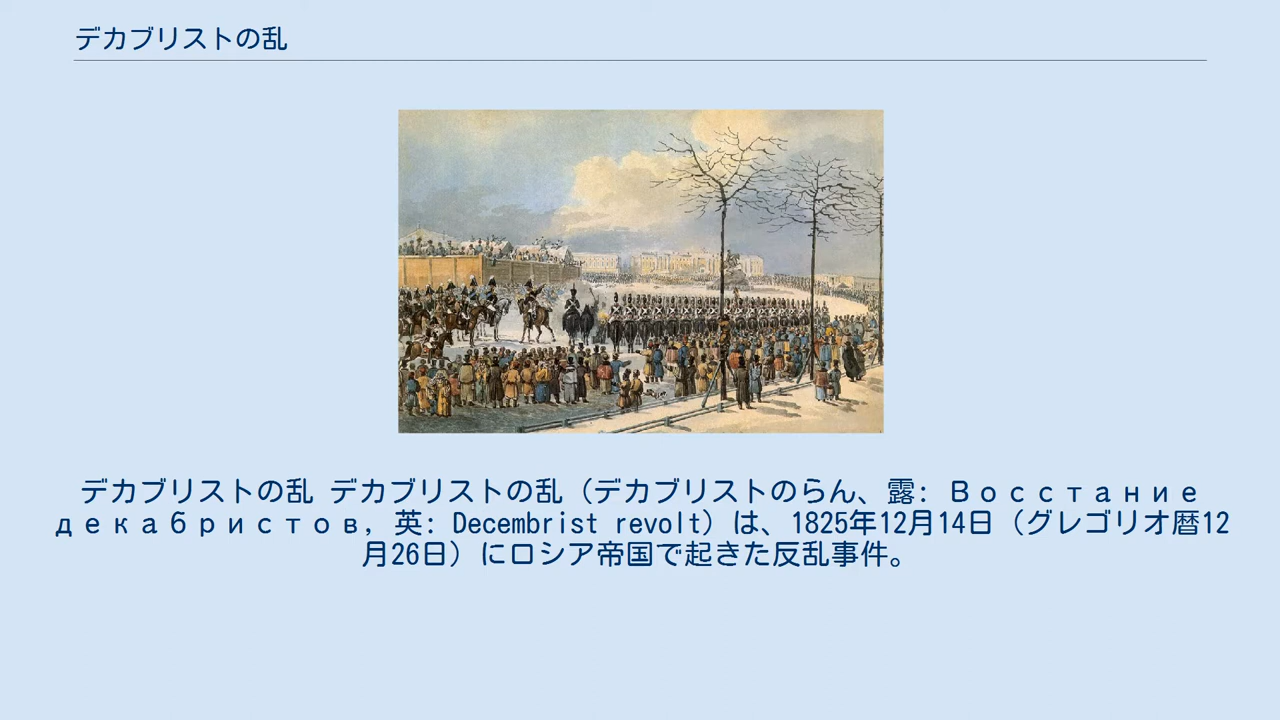 デカブリストの乱
デカブリストの乱 デカブリストの乱（デカブリストのらん、露: Восстание
декабристов, 英: Decembrist revolt）は、1825年12月14日（グレゴリオ暦12
月26日）にロシア帝国で起きた反乱事件。